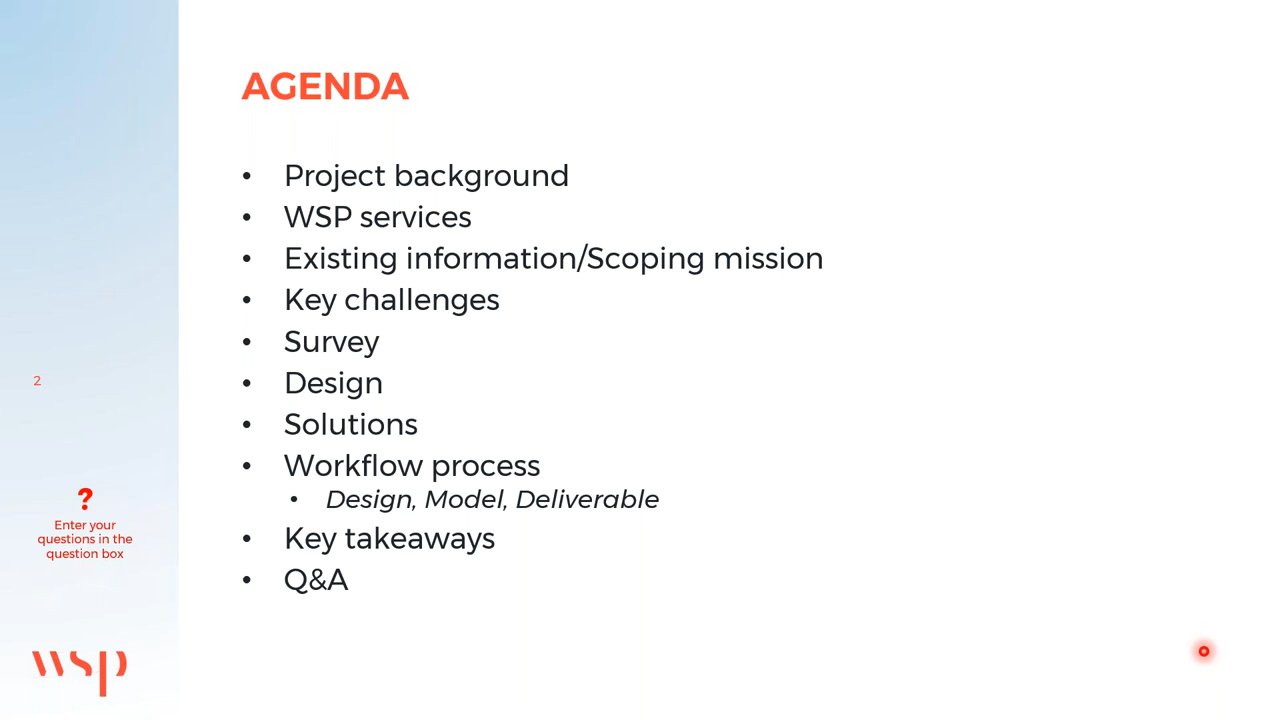 AGENDA
• Project background
• WSP services
• Existing information/Scoping mission
• Key challenges
• Survey
• Design
• Solutions
• Workflow process
• Design, Model, Deliverable
• Key takeaways
• Q&A
2
?
Enter your
questions in the
question box
wsp